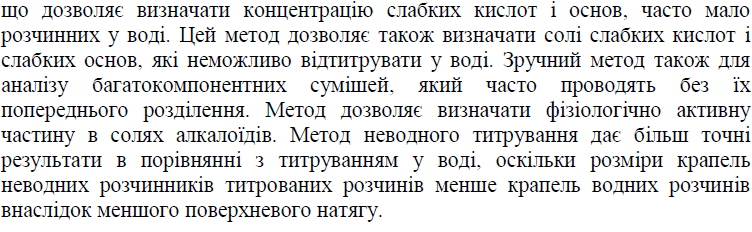 що дозволяє визначати концентрацію слабких кислот і основ, часто мало
розчинних у воді. Цей метод дозволяє також визначати солі слабких кислот і
слабких основ, які неможливо відтитрувати у воді. Зручний метод також для
аналізу багатокомпонентних сумішей, який часто проводять без їх
попереднього розділення. Метод дозволяє визначати фізіологічно активну
частину в солях алкалоїдів. Метод неводного титрування дає більш точні
результати в порівнянні з титруванням у воді, оскільки розміри крапель
неводних розчинників титрованих розчинів менше крапель водних розчинів
внаслідок меншого поверхневого натягу.